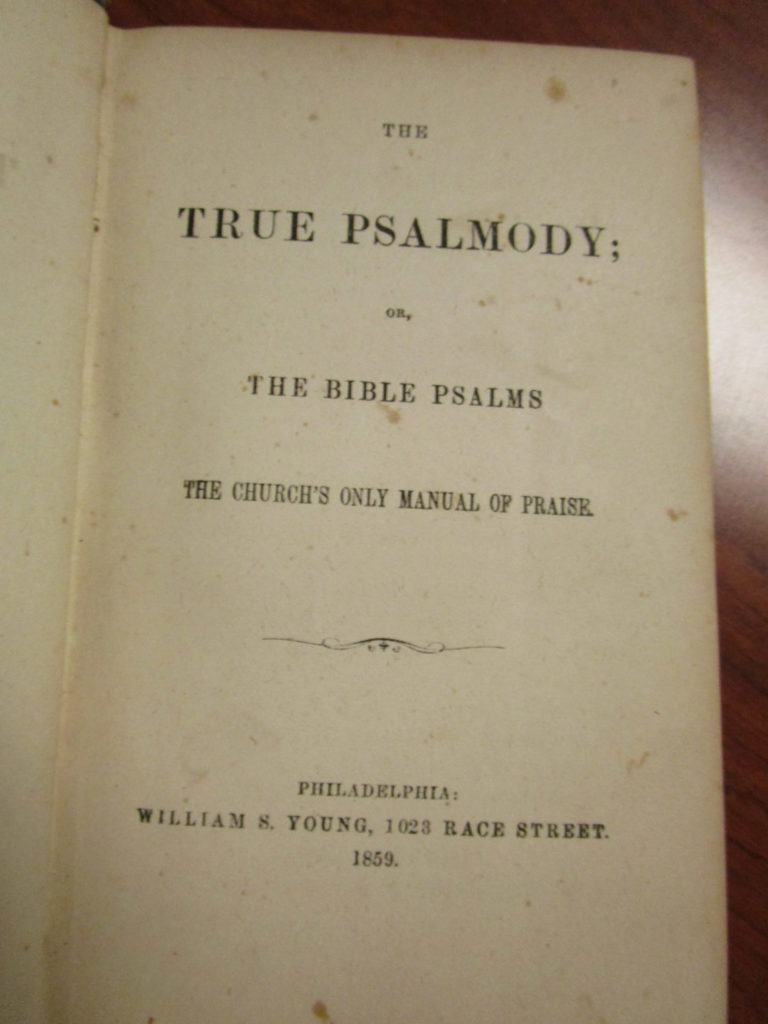 THE
TRUE PSALMODY;
OR,
THE BIBLE PSALMS
THE CHURCH'S ONLY MANUAL OF PRAISE.
PHILADELPHIA:
WILLIAM S. YOUNG, 1023 RACE STREET.
1859.